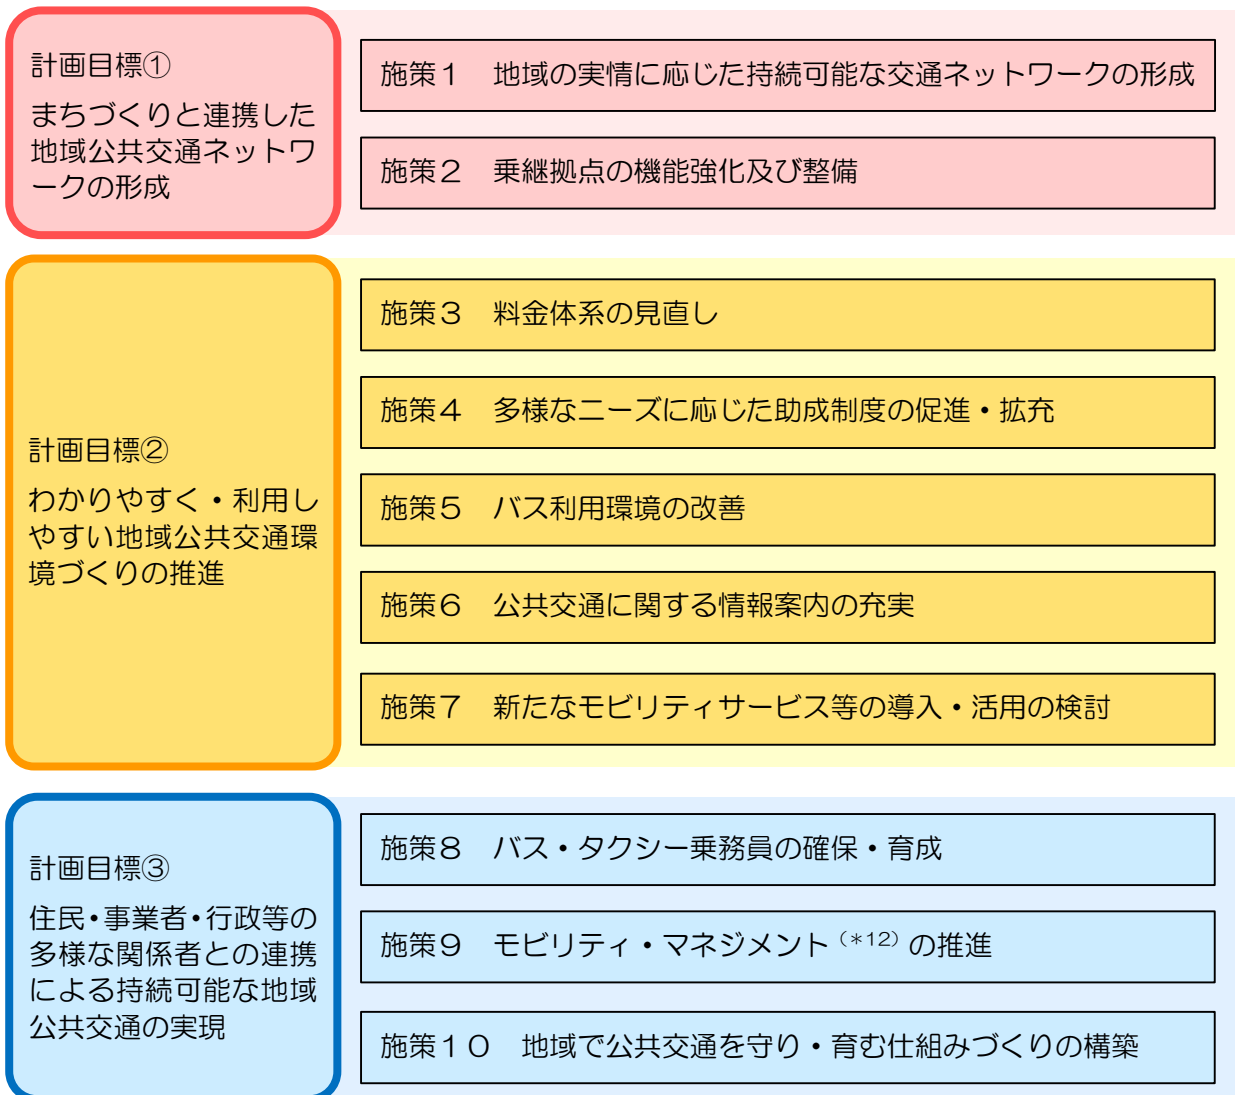 計画目標①
まちづくりと連携した
地域公共交通ネットワ
ークの形成
施策１　地域の実情に応じた持続可能な交通ネットワークの形成
施策２　乗継拠点の機能強化及び整備
計画目標②
わかりやすく・利用し
やすい地域公共交通環
境づくりの推進
施策３　料金体系の見直し
施策４　多様なニーズに応じた助成制度の促進・拡充
施策５　バス利用環境の改善
施策６　公共交通に関する情報案内の充実
施策７　新たなモビリティサービス等の導入・活用の検討
計画目標③
住民・事業者・行政等の
多様な関係者との連携
による持続可能な地域
公共交通の実現
施策８　バス・タクシー乗務員の確保・育成
施策９　モビリティ・マネジメント（*12）の推進
施策１０　地域で公共交通を守り・育む仕組みづくりの構築